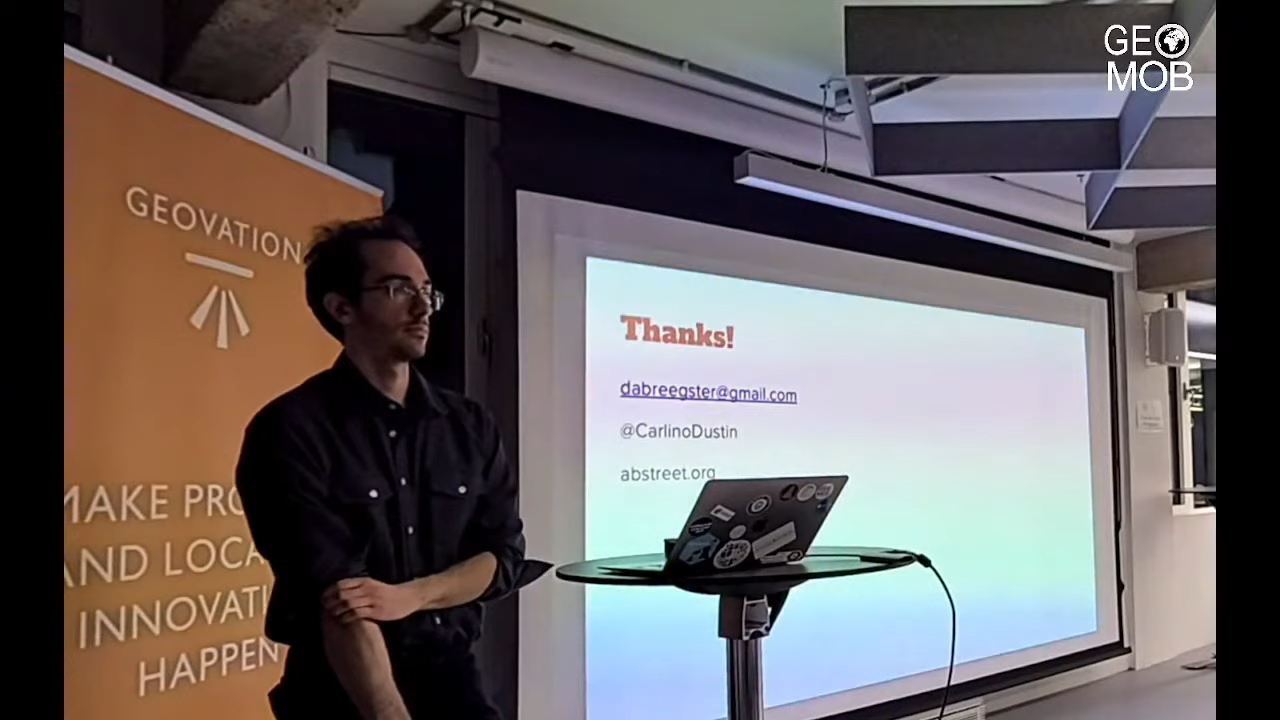 GEO
MOB
GEOVATION
MAKE PRO
AND LOCA
INNOVATI
HAPPEN
Thanks!
dabreegster@gmail.com
@CarlinoDustin
abstreet.org